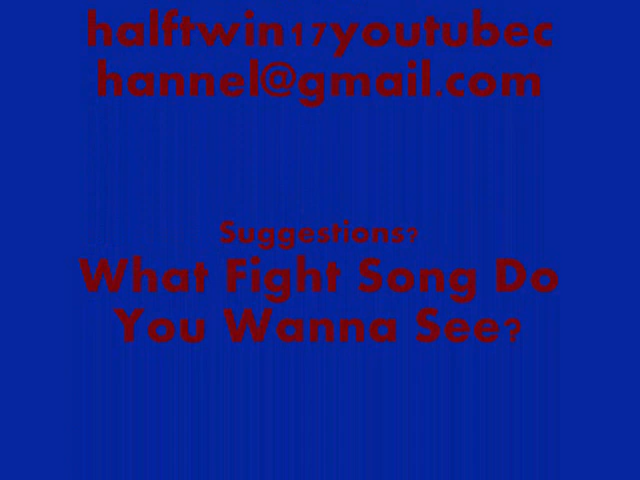 halftwin17youtubec
hannel@gmail.com
Suggestions?
What Fight Song Do
You Wanna See?